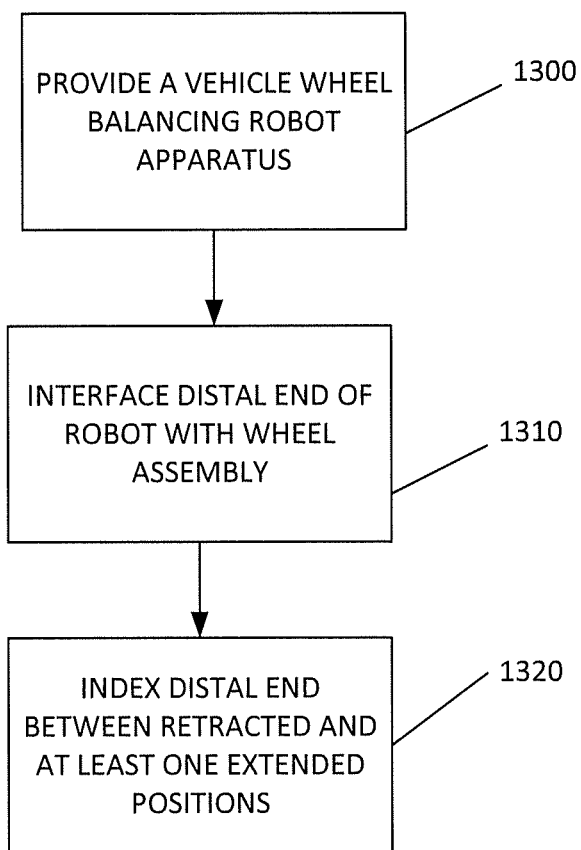 PROVIDE A VEHICLE WHEEL
BALANCING ROBOT
APPARATUS
1300
INTERFACE DISTAL END OF
ROBOT WITH WHEEL
ASSEMBLY
1310
INDEX DISTAL END
BETWEEN RETRACTED AND
AT LEAST ONE EXTENDED
POSITIONS
1320